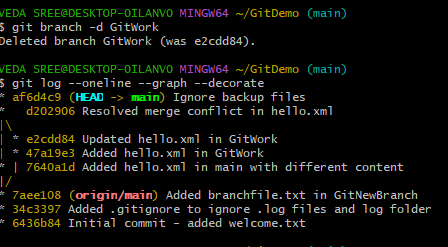 VEDA SREE@DESKTOP-OILANVO MINGW64 ~/GitDemo (main)
$ git branch -d GitWork
Deleted branch GitWork (was e2cdd84).
VEDA SREE@DESKTOP-OILANVO MINGW64 ~/GitDemo (main)
$ git log --oneline --graph --decorate
* af6d4c9 (HEAD -> main) Ignore backup files
*   d202906 Resolved merge conflict in hello.xml
|\
| * e2cdd84 Updated hello.xml in GitWork
| * 47a19e3 Added hello.xml in GitWork
* | 7640a1d Added hello.xml in main with different content
|/
* 7aee108 (origin/main) Added branchfile.txt in GitNewBranch
* 34c3397 Added .gitignore to ignore .log files and log folder
* 6436b84 Initial commit - added welcome.txt